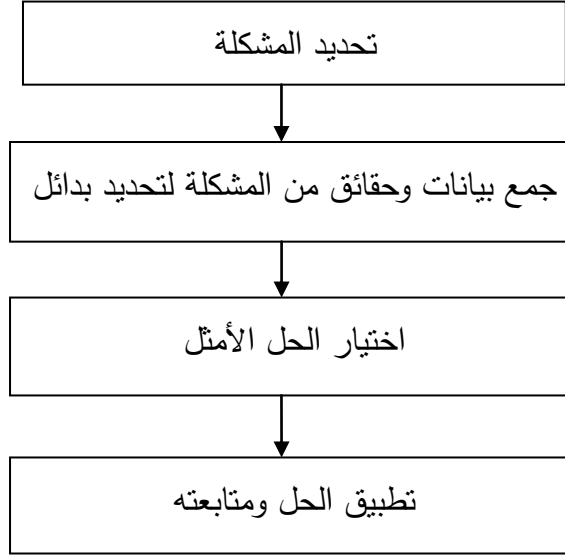 تحديد المشكلة
جمع بيانات وحقائق من المشكلة لتحديد بدائل
اختيار الحل الأمثل
تطبيق الحل ومتابعته